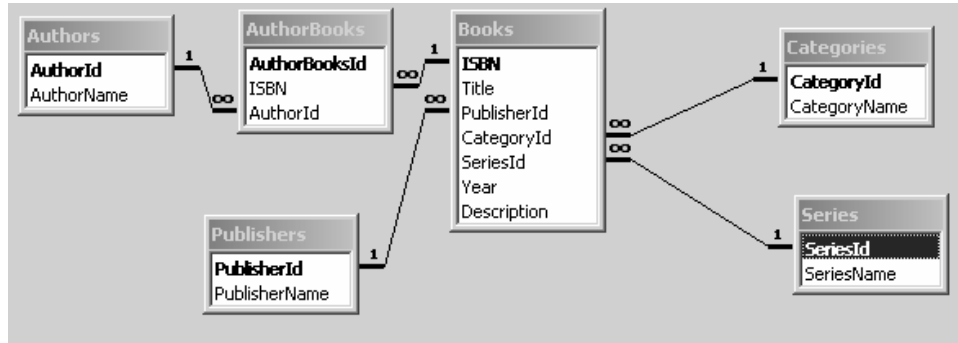 Authors
AuthorId
AuthorName
AuthorBooks
AuthorBooksId
ISBN
AuthorId
Books
ISBN
Title
PublisherId
CategoryId
SeriesId
Year
Description
Categories
CategoryId
CategoryName
Publishers
PublisherId
PublisherName
Series
SeriesId
SeriesName
1
∞
1
∞
∞
1
1
∞
∞
1